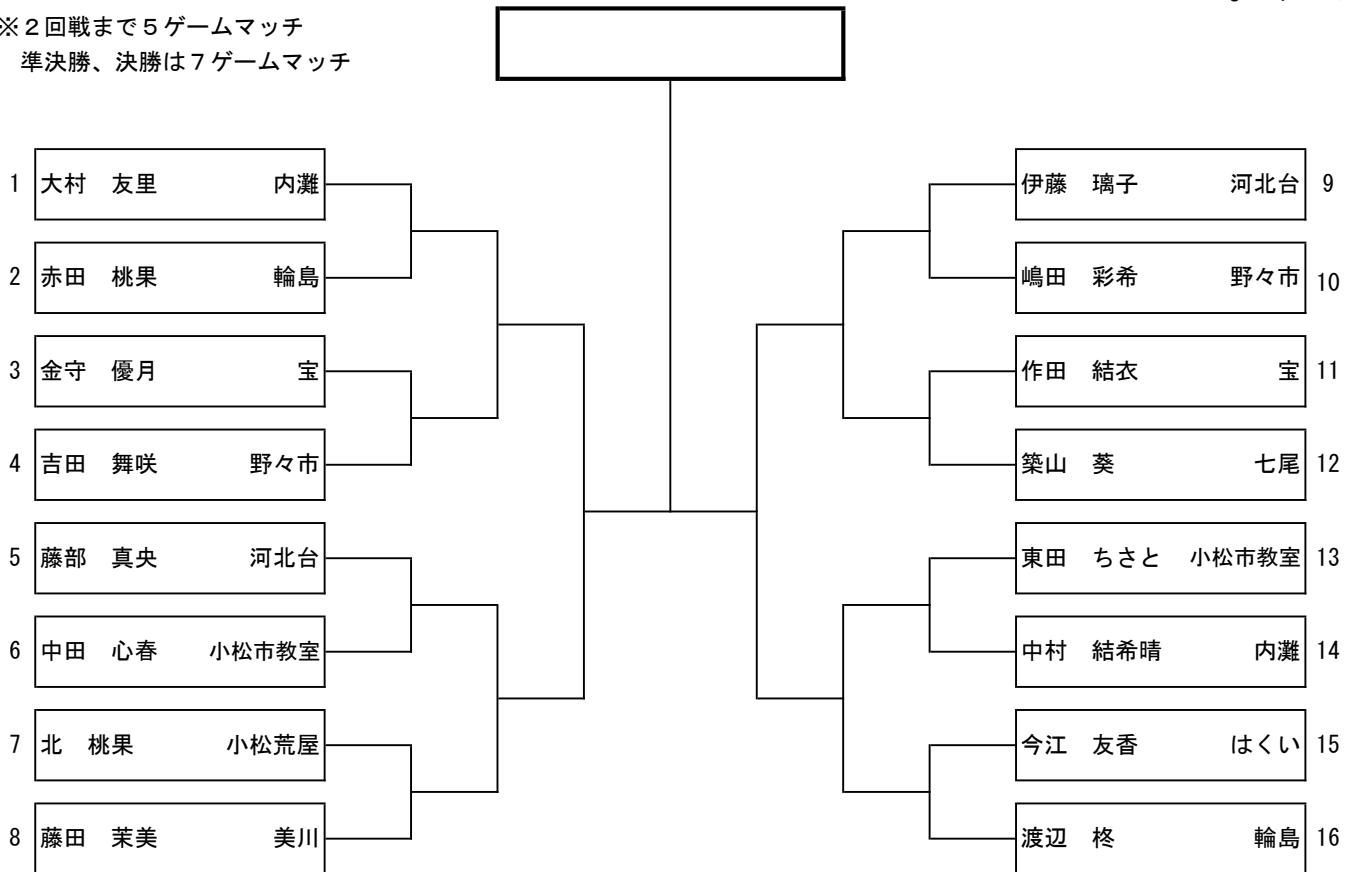 ※２回戦まで５ゲームマッチ
準決勝、決勝は７ゲームマッチ
1 大村　友里 内灘
2 赤田　桃果 輪島
3 金守　優月 宝
4 吉田　舞咲 野々市
5 藤部　真央 河北台
6 中田　心春 小松市教室
7 北　桃果 小松荒屋
8 藤田　茉美 美川
伊藤　璃子 河北台 9
嶋田　彩希 野々市 10
作田　結衣 宝 11
築山　葵 七尾 12
東田　ちさと 小松市教室 13
中村　結希晴 内灘 14
今江　友香 はくい 15
渡辺　柊 輪島 16